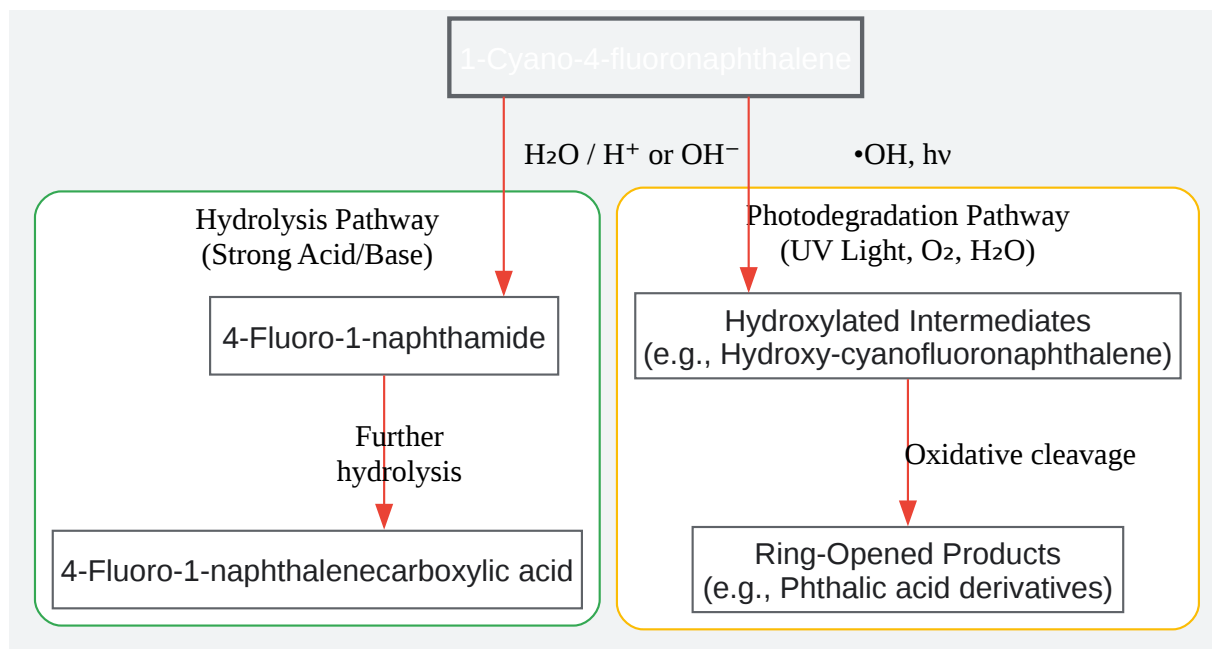 1-Cyano-4-fluoronaphthalene
H₂O / H⁺ or OH⁻
•OH, hν
Hydrolysis Pathway
(Strong Acid/Base)
4-Fluoro-1-naphthamide
Further
hydrolysis
4-Fluoro-1-naphthalenecarboxylic acid
Photodegradation Pathway
(UV Light, O₂, H₂O)
Hydroxylated Intermediates
(e.g., Hydroxy-cyanofluoronaphthalene)
Oxidative cleavage
Ring-Opened Products
(e.g., Phthalic acid derivatives)